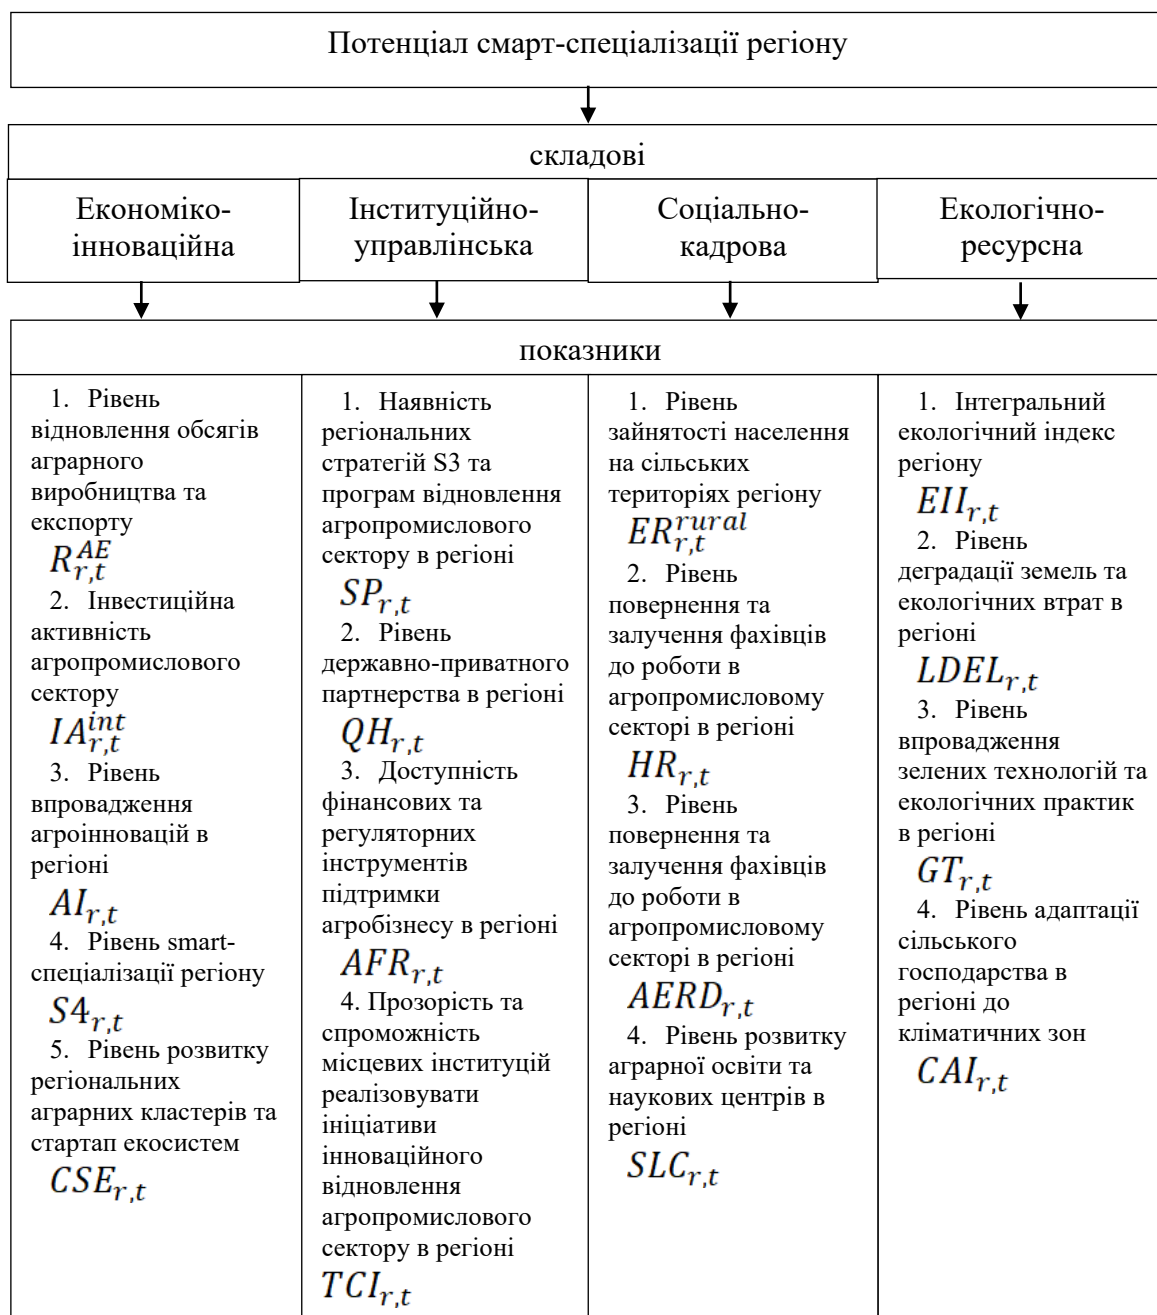 Потенціал смарт-спеціалізації регіону
складові
Економіко-
інноваційна
Інституційно-
управлінська
Соціально-
кадрова
Екологічно-
ресурсна
показники
1. Рівень
відновлення обсягів
аграрного
виробництва та
експорту
R_{r,t}^{AE}
2. Інвестиційна
активність
агропромислового
сектору
IA_{r,t}^{int}
3. Рівень
впровадження
агроінновацій в
регіоні
AI_{r,t}
4. Рівень smart-
спеціалізації регіону
S4_{r,t}
5. Рівень розвитку
регіональних
аграрних кластерів та
стартап екосистем
CSE_{r,t}
1. Наявність
регіональних
стратегій S3 та
програм відновлення
агропромислового
сектору в регіоні
SP_{r,t}
2. Рівень
державно-приватного
партнерства в регіоні
QH_{r,t}
3. Доступність
фінансових та
регуляторних
інструментів
підтримки
агробізнесу в регіоні
AFR_{r,t}
4. Прозорість та
спроможність
місцевих інституцій
реалізовувати
ініціативи
інноваційного
відновлення
агропромислового
сектору в регіоні
TCI_{r,t}
1. Рівень
зайнятості населення
на сільських
територіях регіону
ER_{r,t}^{rural}
2. Рівень
повернення та
залучення фахівців
до роботи в
агропромисловому
секторі в регіоні
HR_{r,t}
3. Рівень
повернення та
залучення фахівців
до роботи в
агропромисловому
секторі в регіоні
AERD_{r,t}
4. Рівень розвитку
аграрної освіти та
наукових центрів в
регіоні
SLC_{r,t}
1. Інтегральний
екологічний індекс
регіону
EII_{r,t}
2. Рівень
деградації земель та
екологічних втрат в
регіоні
LDEL_{r,t}
3. Рівень
впровадження
зелених технологій та
екологічних практик
в регіоні
GT_{r,t}
4. Рівень адаптації
сільського
господарства в
регіоні до
кліматичних зон
CAI_{r,t}